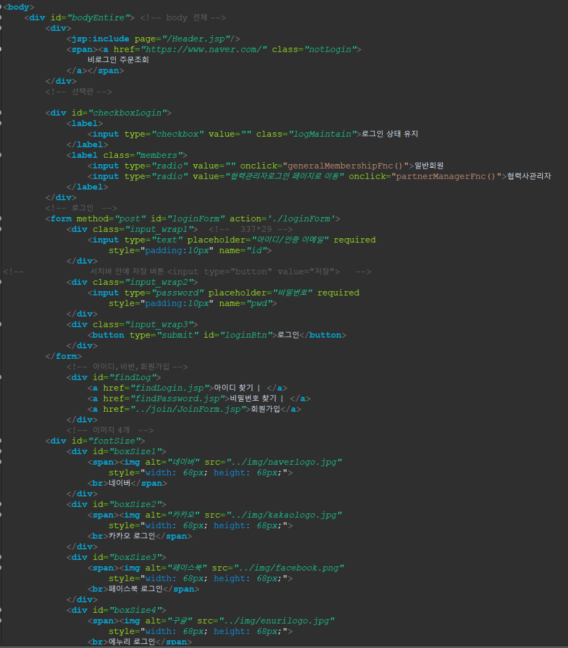 <body>
<div id="bodyEntire"> <!-- body 전체 -->
<div>
<jsp:include page="/Header.jsp"/>
<span><a href="https://www.naver.com/" class="notLogin">
비로그인 주문조회
</a></span>
</div>
<!-- 선택란 -->
<div id="checkboxLogin">
<label>
<input type="checkbox" value="" class="logMaintain">로그인 상태 유지
</label>
<label class="members">
<input type="radio" value="" onclick="generalMembershipFnc()">일반회원
<input type="radio" value="협력관리자로그인 페이지로 이동" onclick="partnerManagerFnc()">협력사관리자
</label>
</div>
<!-- 로그인 -->
<form method="post" id="loginForm" action='./loginForm'>
<div class="input_wrap1"> <!-- 337*29 -->
<input type="text" placeholder="아이디/인증 이메일" required
style="padding:10px" name="id">
</div>
<!-- 서치바 안에 저장 버튼 <input type="button" value="저장"> -->
<div class="input_wrap2">
<input type="password" placeholder="비밀번호" required
style="padding:10px" name="pwd">
</div>
<div class="input_wrap3">
<button type="submit" id="loginBtn">로그인</button>
</div>
</form>
<!-- 아이디,비번,회원가입 -->
<div id="findLog">
<a href="findLogin.jsp">아이디 찾기 | </a>
<a href="findPassword.jsp">비밀번호 찾기 | </a>
<a href="../join/JoinForm.jsp">회원가입</a>
</div>
<!-- 이미지 4개 -->
<div id="fontSize">
<div id="boxSize1">
<span><img alt="네이버" src="../img/naverlogo.jpg"
style="width: 68px; height: 68px;">
<br>네이버</span>
</div>
<div id="boxSize2">
<span><img alt="카카오" src="../img/kakaologo.jpg"
style="width: 68px; height: 68px;">
<br>카카오 로그인</span>
</div>
<div id="boxSize3">
<span><img alt="페이스북" src="../img/facebook.png"
style="width: 68px; height: 68px;">
<br>페이스북 로그인</span>
</div>
<div id="boxSize4">
<span><img alt="구글" src="../img/enurilogo.jpg"
style="width: 68px; height: 68px;">
<br>에누리 로그인</span>